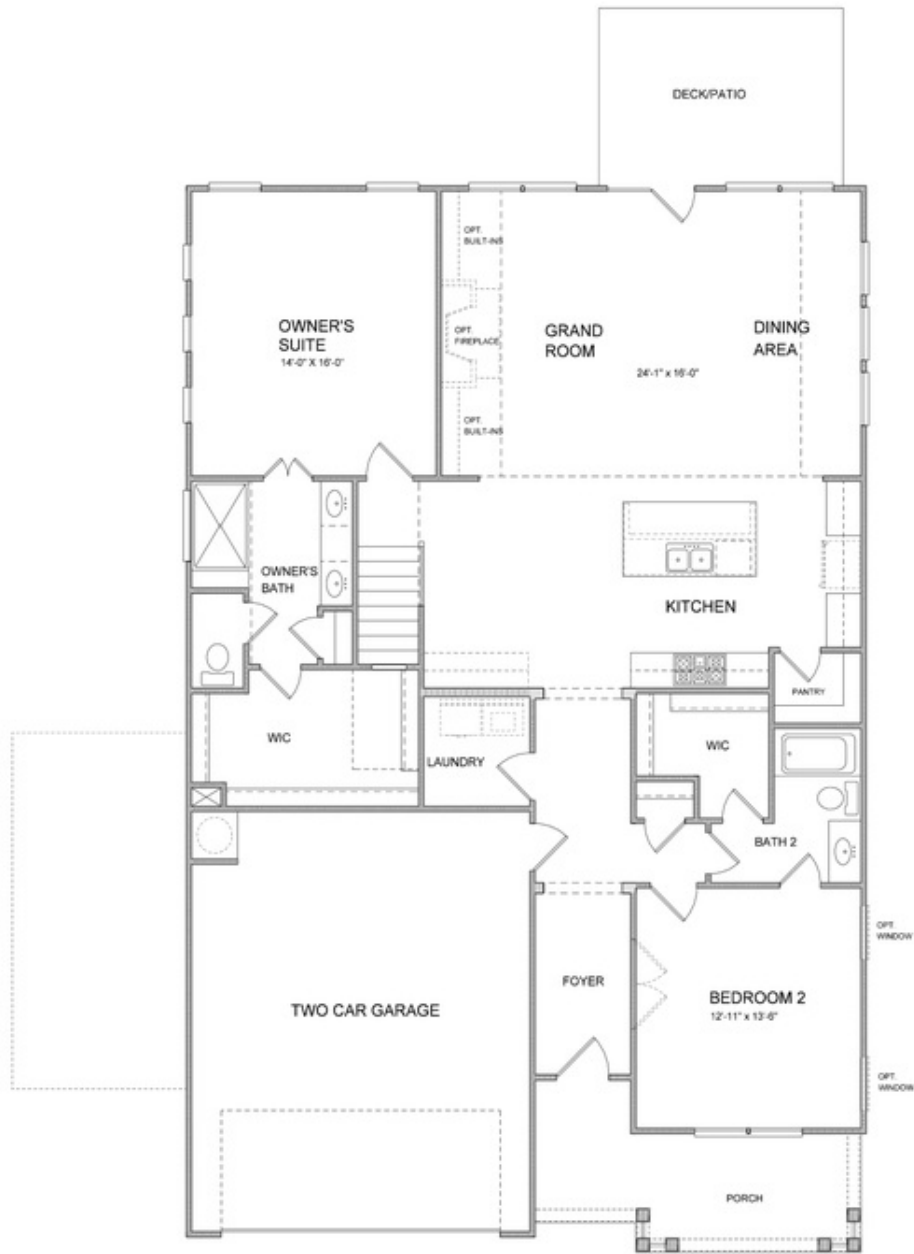 DECK/PATIO
OPT.
BUILT-INS
OWNER'S
SUITE
14'-0" X 16'-0"
OPT.
FIREPLACE
GRAND
ROOM
DINING
AREA
24'-1" x 16'-0"
OPT.
BUILT-INS
OWNER'S
BATH
KITCHEN
PANTRY
WIC
LAUNDRY
WIC
BATH 2
OPT.
WINDOW
FOYER
TWO CAR GARAGE
BEDROOM 2
12'-11" x 13'-6"
OPT.
WINDOW
PORCH